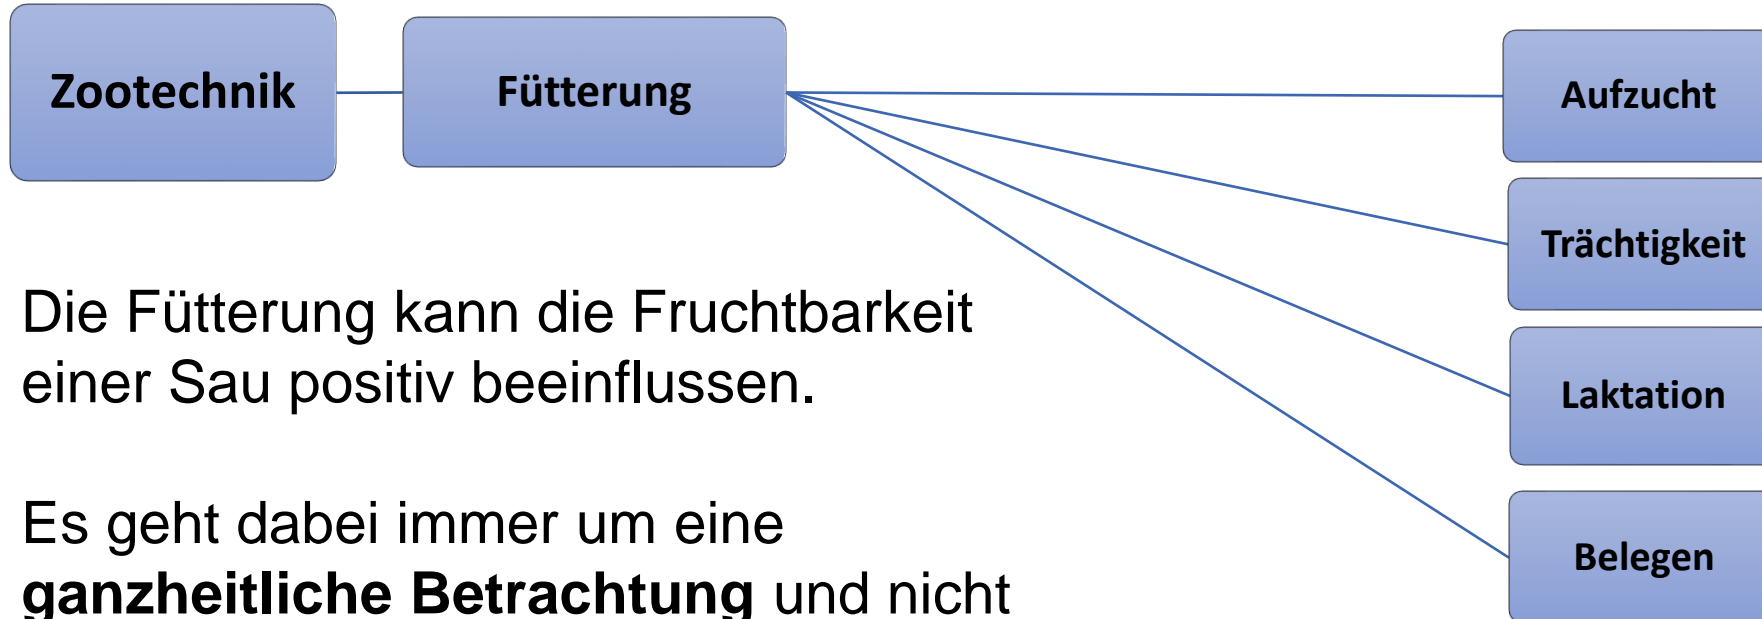 Zootechnik
Fütterung
Aufzucht
Trächtigkeit
Laktation
Belegen
Die Fütterung kann die Fruchtbarkeit
einer Sau positiv beeinflussen.
Es geht dabei immer um eine
ganzheitliche Betrachtung und nicht